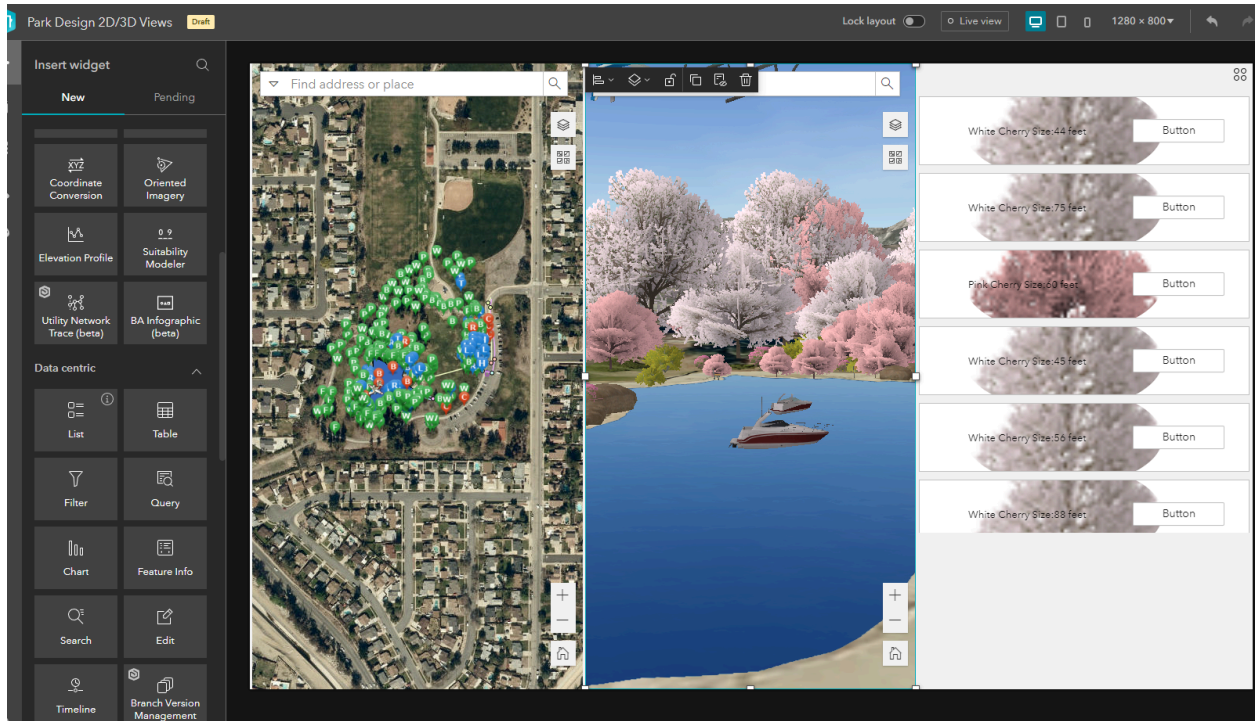 Park Design 2D/3D Views
Draft
Lock layout
Live view
1280 × 800
Insert widget
New
Pending
XYZ
Coordinate
Conversion
Oriented
Imagery
Elevation Profile
0 9
Suitability
Modeler
Utility Network
Trace (beta)
BA Infographic
(beta)
Data centric
List
Table
Filter
Query
Chart
Feature Info
Search
Edit
Timeline
Branch Version
Management
Find address or place
White Cherry Size:44 feet
Button
White Cherry Size:75 feet
Button
Pink Cherry Size:60 feet
Button
White Cherry Size:45 feet
Button
White Cherry Size:56 feet
Button
White Cherry Size:88 feet
Button